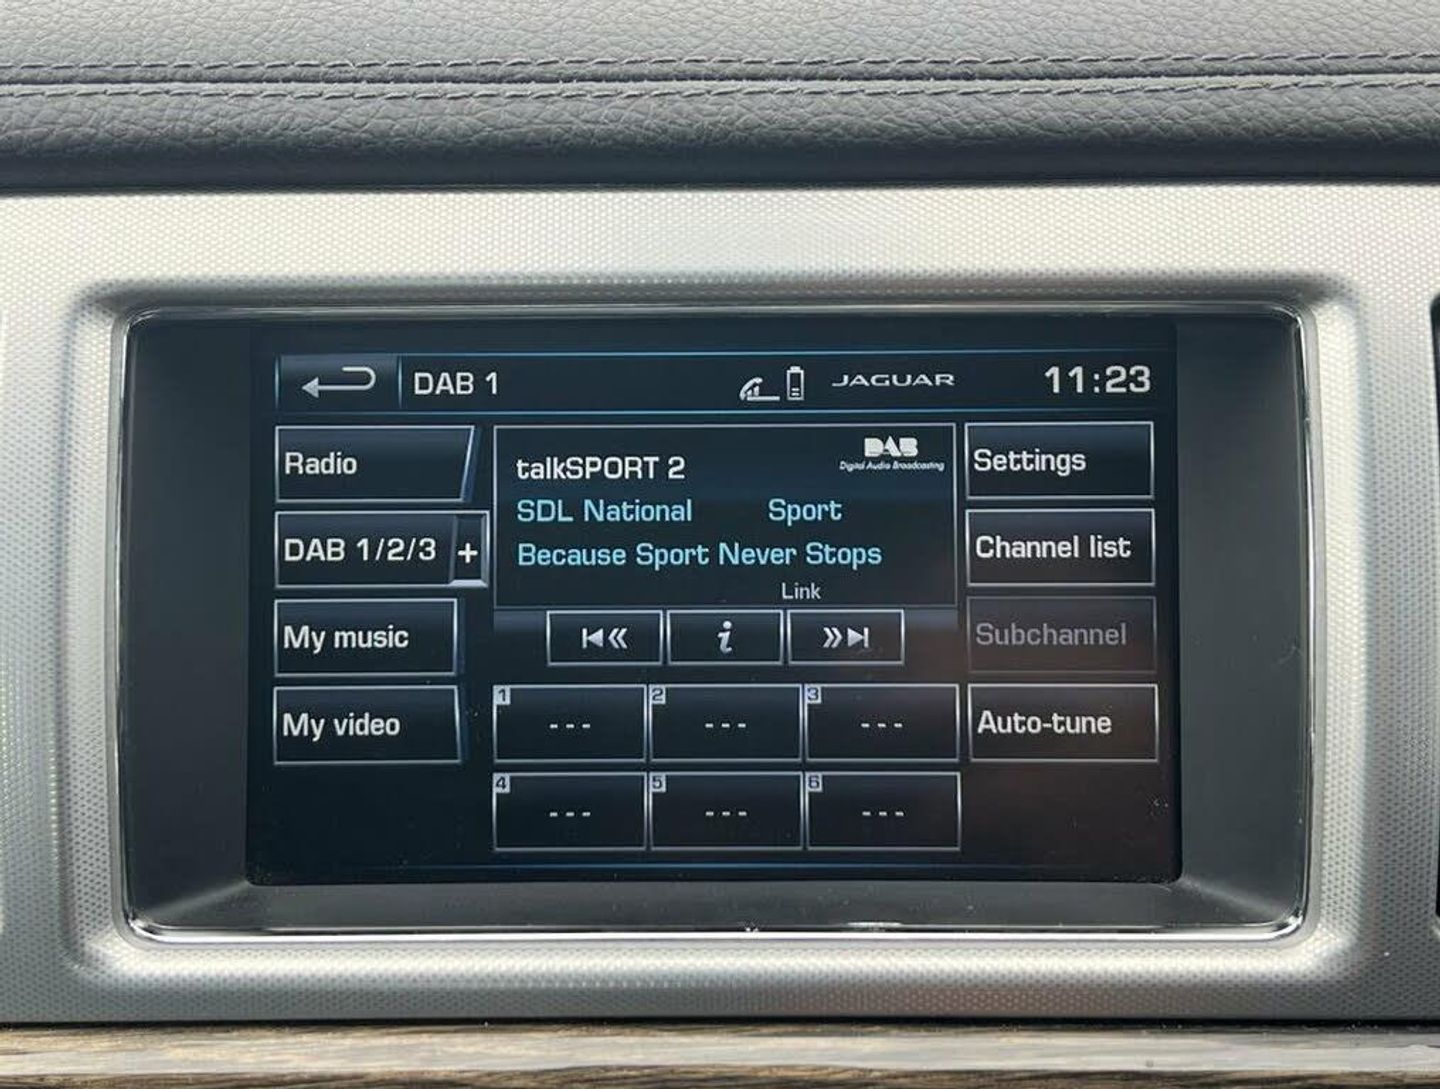 DAB 1
JAGUAR
11:23
Radio
DAB 1/2/3 +
My music
My video
talkSPORT 2
DAB
Digital Audio Broadcasting
SDL National Sport
Because Sport Never Stops
Link
i
1
---
2
---
3
---
4
---
5
---
6
---
Settings
Channel list
Subchannel
Auto-tune